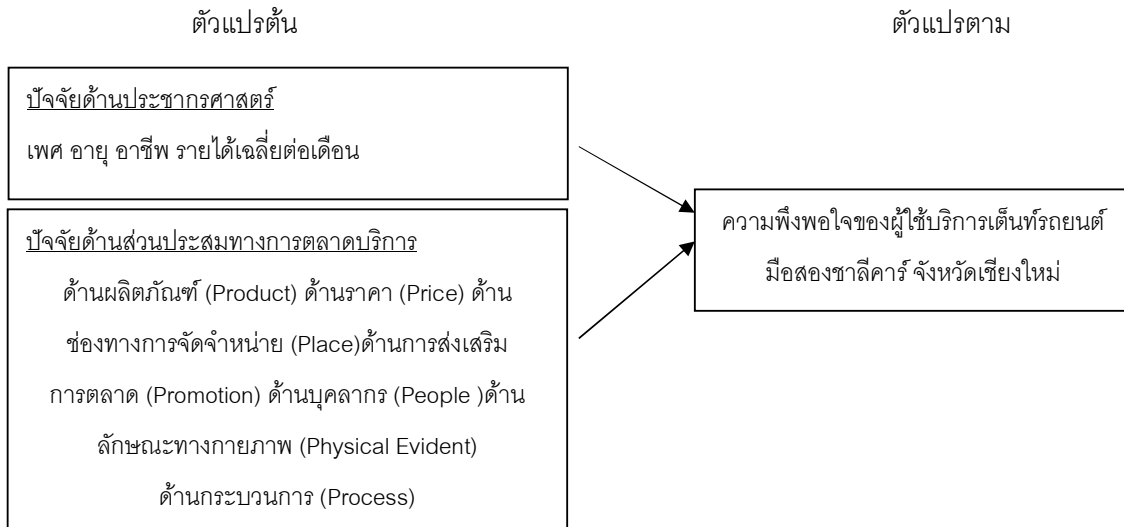 ตัวแปรต้น
ตัวแปรตาม
ปัจจัยด้านประชากรศาสตร์
เพศ อายุ อาชีพ รายได้เฉลี่ยต่อเดือน
ปัจจัยด้านส่วนประสมทางการตลาดบริการ
ด้านผลิตภัณฑ์ (Product) ด้านราคา (Price) ด้าน
ช่องทางการจัดจำหน่าย (Place)ด้านการส่งเสริม
การตลาด (Promotion) ด้านบุคลากร (People )ด้าน
ลักษณะทางกายภาพ (Physical Evident)
ด้านกระบวนการ (Process)
ความพึงพอใจของผู้ใช้บริการเต็นท์รถยนต์
มือสองชาลีคาร์ จังหวัดเชียงใหม่